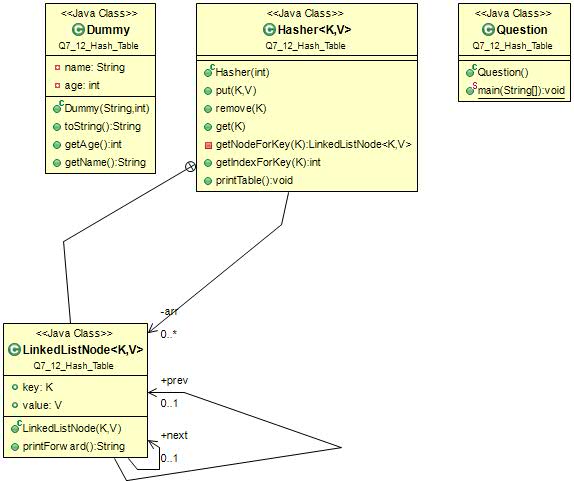 <<Java Class>>
Dummy
Q7_12_Hash_Table
name: String
age: int
Dummy(String,int)
toString():String
getAge():int
getName():String
<<Java Class>>
Hasher<K,V>
Q7_12_Hash_Table
Hasher(int)
put(K,V)
remove(K)
get(K)
getNodeForKey(K):LinkedListNode<K,V>
getIndexForKey(K):int
printTable():void
<<Java Class>>
Question
Q7_12_Hash_Table
Question()
main(String[]):void
-arr
0..*
<<Java Class>>
LinkedListNode<K,V>
Q7_12_Hash_Table
key: K
value: V
LinkedListNode(K,V)
printForward():String
+prev
0..1
+next
0..1